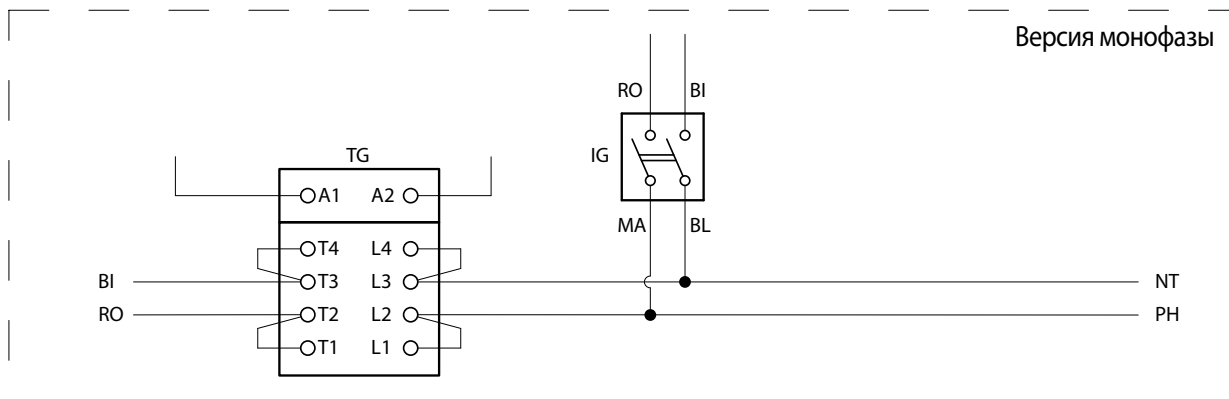 Версия монофазы
RO BI
IG
TG
A1 A2
MA BL
T4 L4
BI T3 L3 NT
RO T2 L2 PH
T1 L1